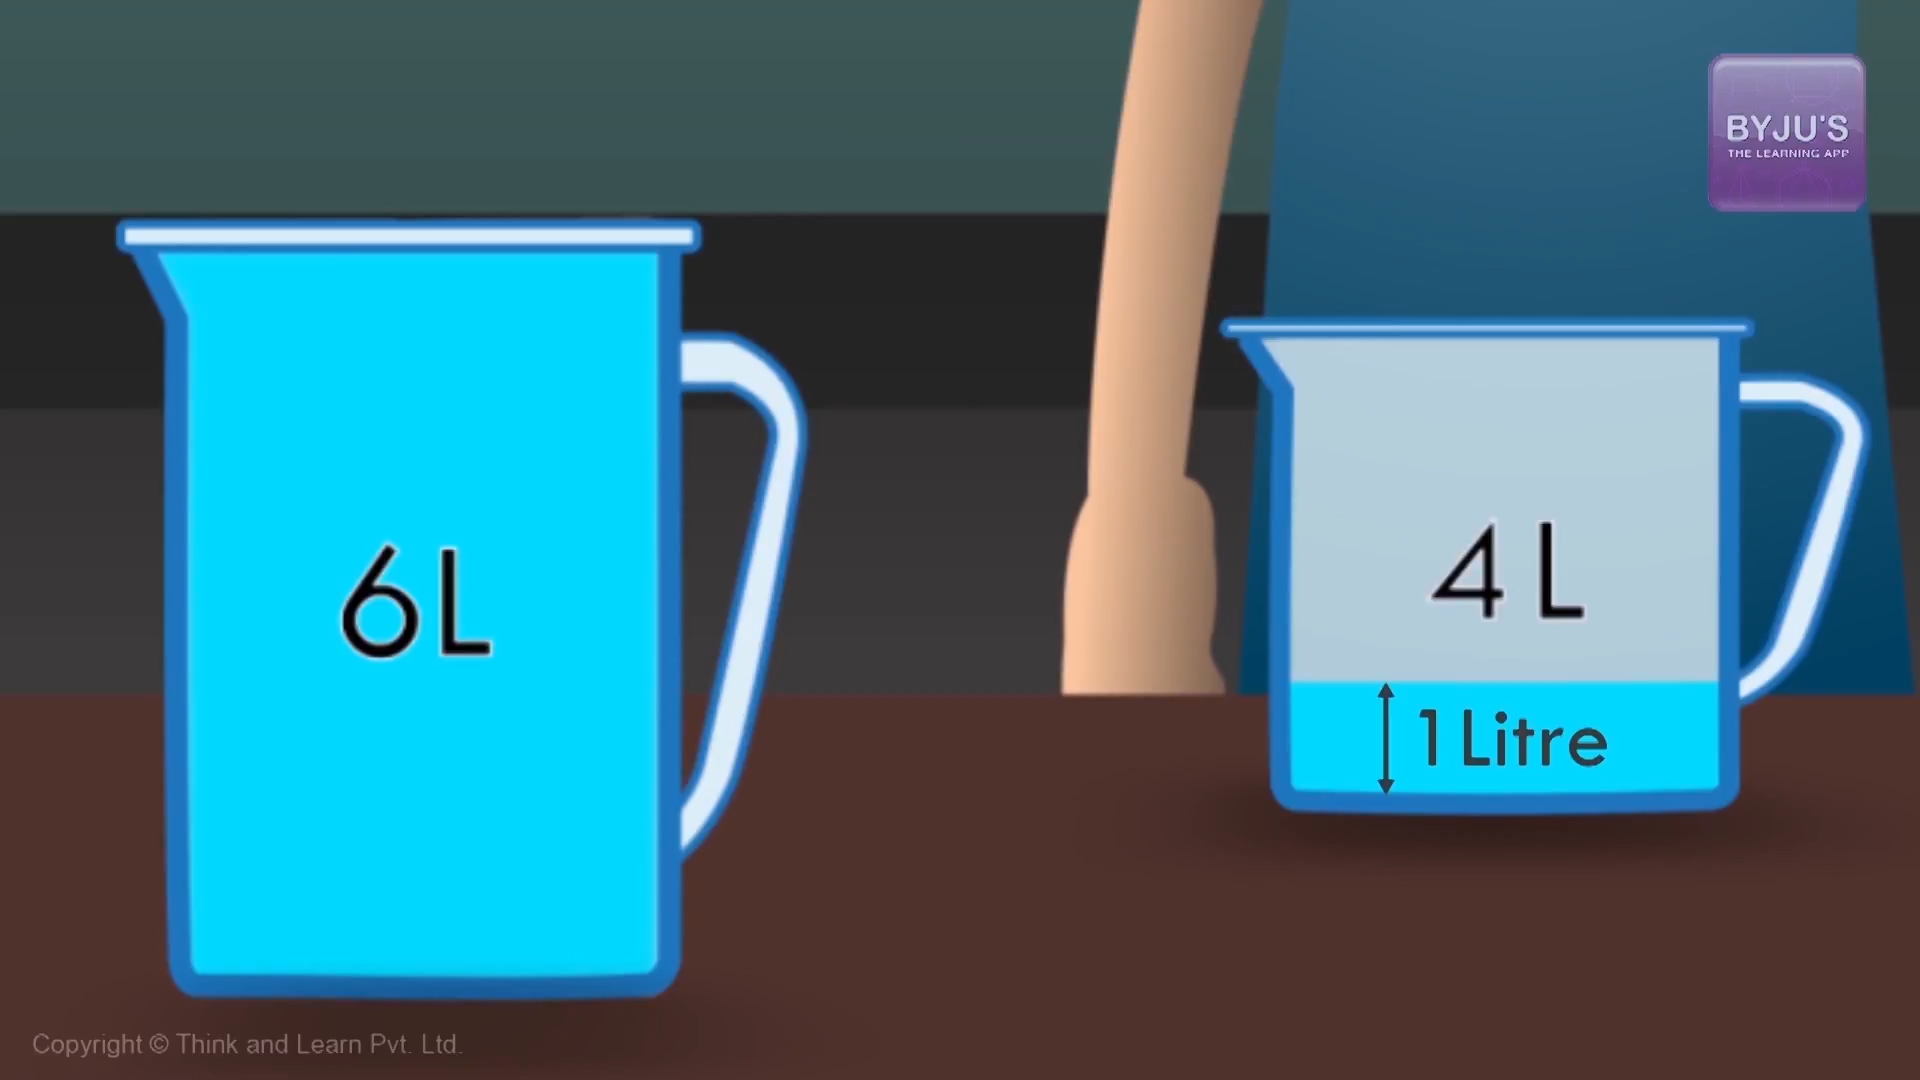 BYJU'S
THE LEARNING APP
6L
4 L
1 Litre
Copyright © Think and Learn Pvt. Ltd.